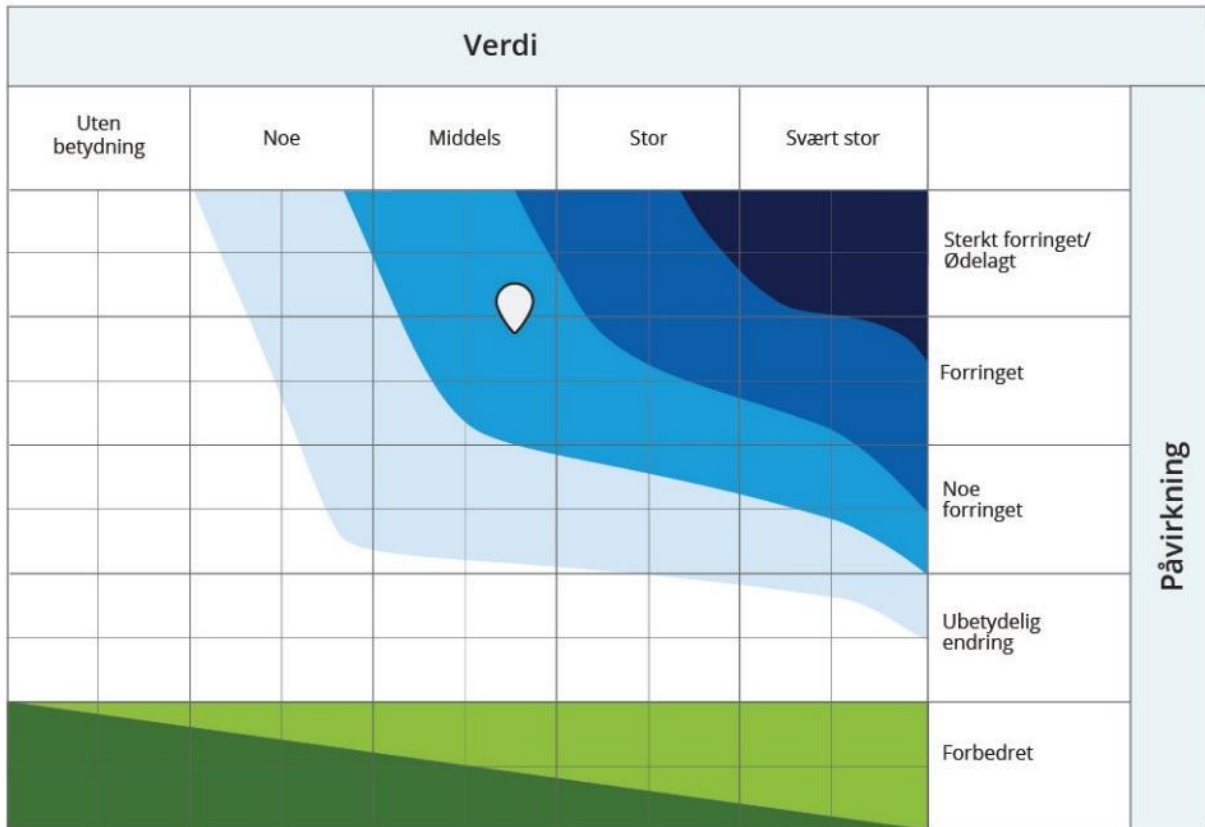 Verdi
Uten
betydning
Noe
Middels
Stor
Svært stor
Sterkt forringet/
Ødelagt
Forringet
Noe
forringet
Ubetydelig
endring
Forbedret
Påvirkning